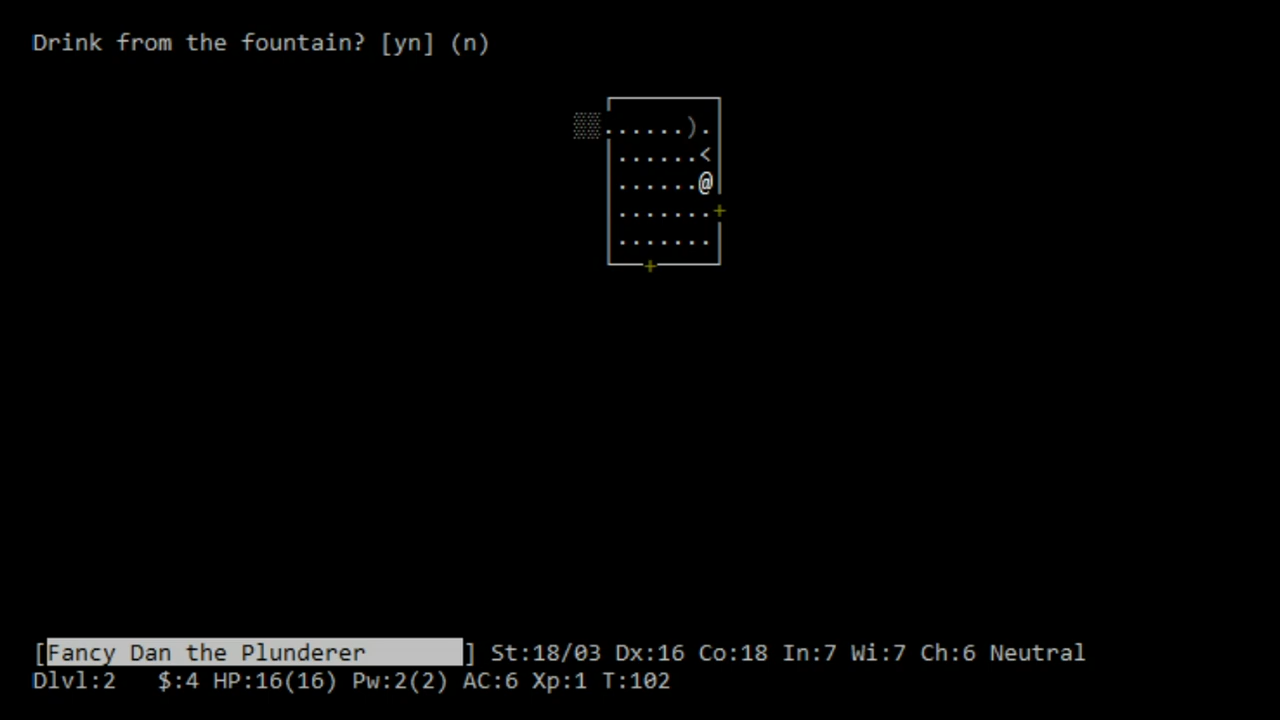 Drink from the fountain? [yn] (n)
......).
......<
......@
.......+
.......
+
[Fancy Dan the Plunderer ] St:18/03 Dx:16 Co:18 In:7 Wi:7 Ch:6 Neutral
Dlvl:2 $:4 HP:16(16) Pw:2(2) AC:6 Xp:1 T:102